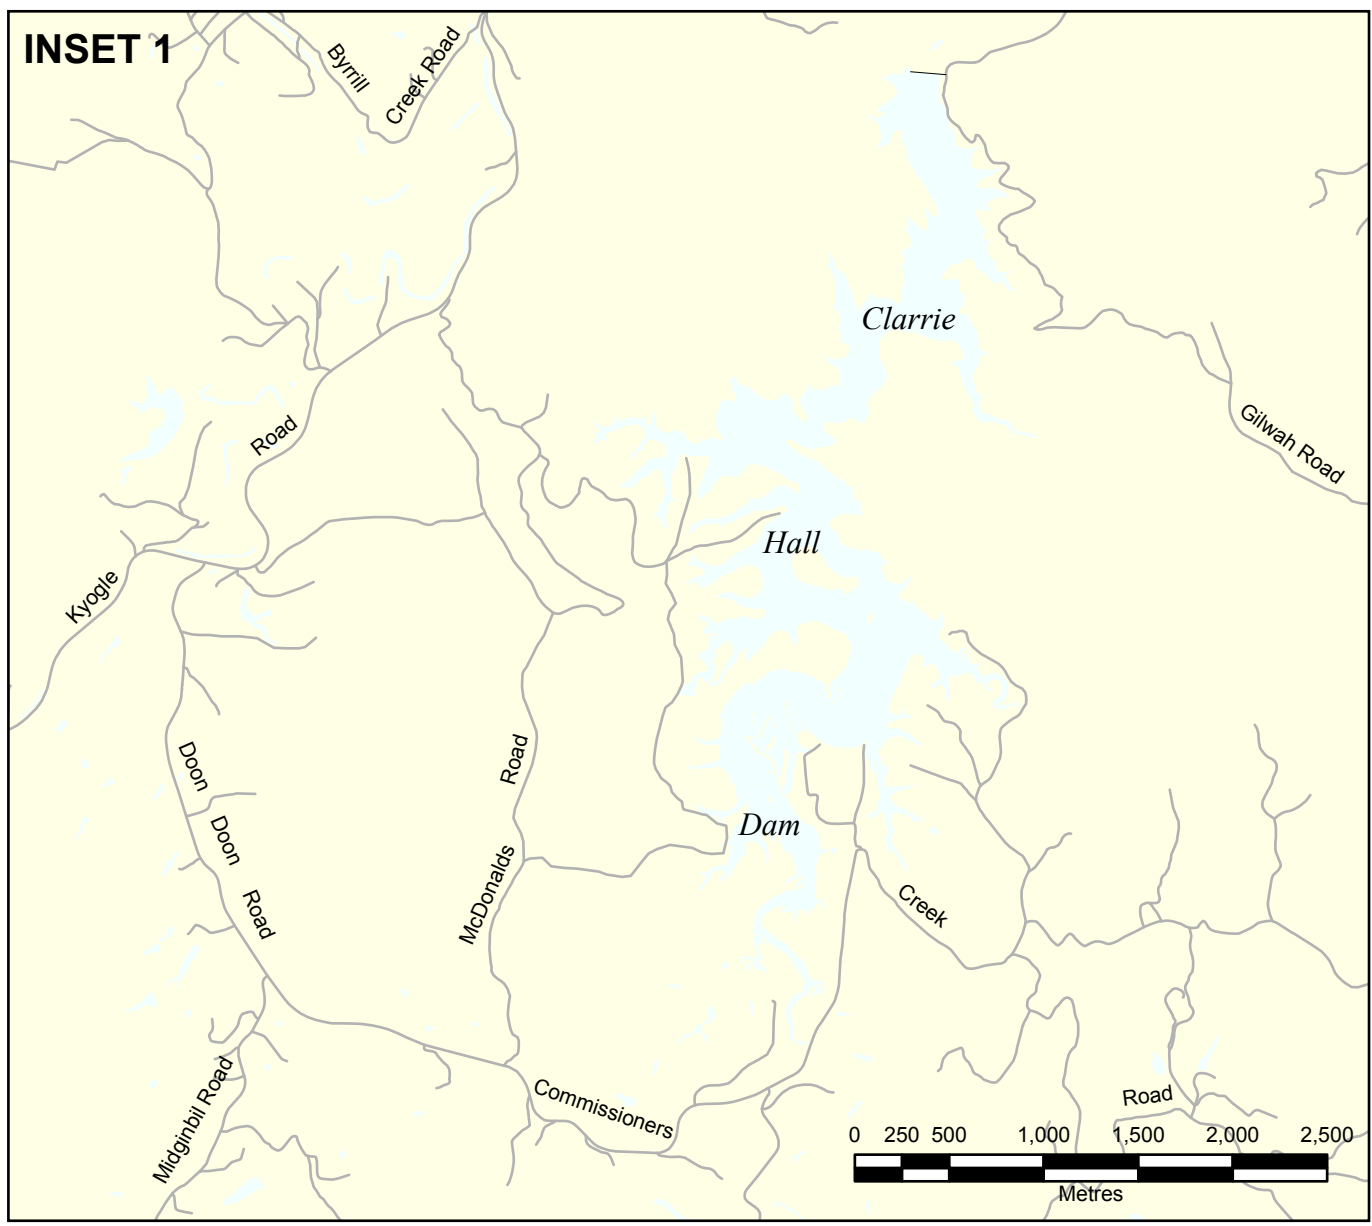 INSET 1
Byrrill
Creek Road
Clarrie
Road
Gilwah Road
Hall
Kyogle
Doon
Road
Dam
Doon
McDonalds
Creek
Road
Midginbil Road
Commissioners
Road
0 250 500 1,000 1,500 2,000 2,500
Metres